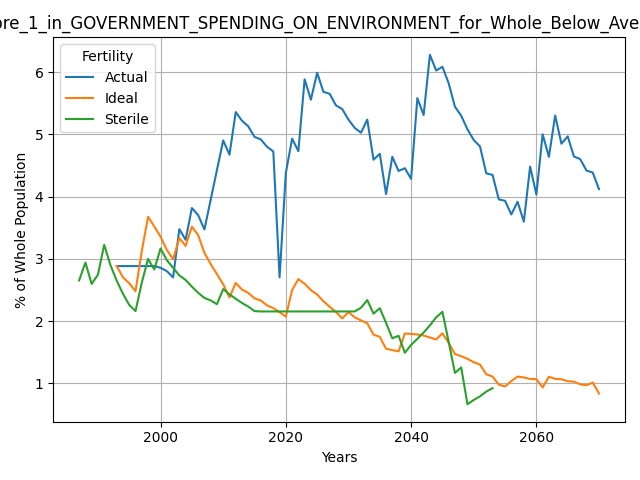 ore_1_in_GOVERNMENT_SPENDING_ON_ENVIRONMENT_for_Whole_Below_Ave
Fertility
Actual
Ideal
Sterile
% of Whole Population
6
5
4
3
2
1
2000
2020
2040
2060
Years